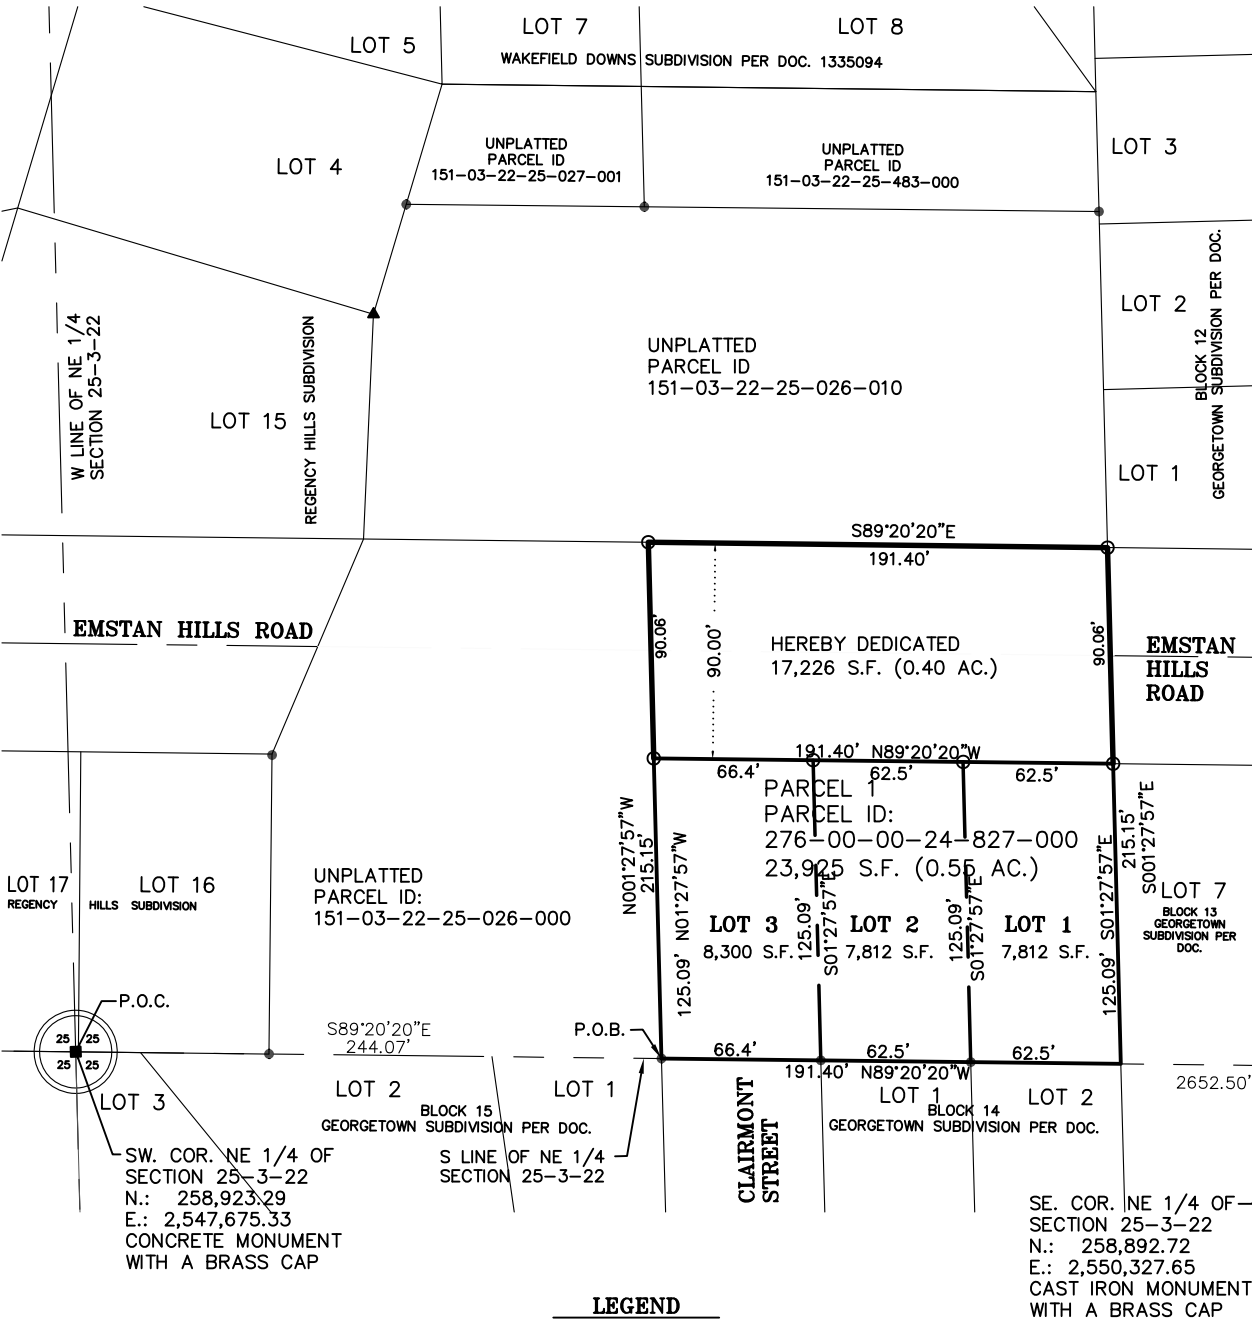 LOT 5
LOT 7
LOT 8
WAKEFIELD DOWNS SUBDIVISION PER DOC. 1335094
LOT 4
UNPLATTED
PARCEL ID
151-03-22-25-027-001
UNPLATTED
PARCEL ID
151-03-22-25-483-000
LOT 3
LOT 2
BLOCK 12
GEORGETOWN SUBDIVISION PER DOC.
W LINE OF NE 1/4
SECTION 25-3-22
LOT 15
REGENCY HILLS SUBDIVISION
UNPLATTED
PARCEL ID
151-03-22-25-026-010
LOT 1
S89°20'20"E
191.40'
EMSTAN HILLS ROAD
90.06'
90.00'
HEREBY DEDICATED
17,226 S.F. (0.40 AC.)
90.06'
EMSTAN
HILLS
ROAD
191.40' N89°20'20"W
66.4'
62.5'
62.5'
PARCEL 1
PARCEL ID:
276-00-00-24-827-000
23,925 S.F. (0.55 AC.)
N001°27'57"W
215.15'
125.09' N01°27'57"W
LOT 3
8,300 S.F.
125.09'
S01°27'57"E
LOT 2
7,812 S.F.
125.09'
S01°27'57"E
LOT 1
7,812 S.F.
125.09' S01°27'57"E
215.15'
S001°27'57"E
LOT 7
BLOCK 13
GEORGETOWN
SUBDIVISION PER
DOC.
LOT 17
LOT 16
REGENCY HILLS SUBDIVISION
UNPLATTED
PARCEL ID:
151-03-22-25-026-000
P.O.C.
25 25
25 25
S89°20'20"E
244.07'
P.O.B.
66.4'
62.5'
62.5'
191.40' N89°20'20"W
2652.50'
LOT 3
LOT 2
LOT 1
BLOCK 15
GEORGETOWN SUBDIVISION PER DOC.
CLAIRMONT
STREET
LOT 1
LOT 2
BLOCK 14
GEORGETOWN SUBDIVISION PER DOC.
S LINE OF NE 1/4
SECTION 25-3-22
SW. COR. NE 1/4 OF
SECTION 25-3-22
N.: 258,923.29
E.: 2,547,675.33
CONCRETE MONUMENT
WITH A BRASS CAP
SE. COR. NE 1/4 OF
SECTION 25-3-22
N.: 258,892.72
E.: 2,550,327.65
CAST IRON MONUMENT
WITH A BRASS CAP
LEGEND